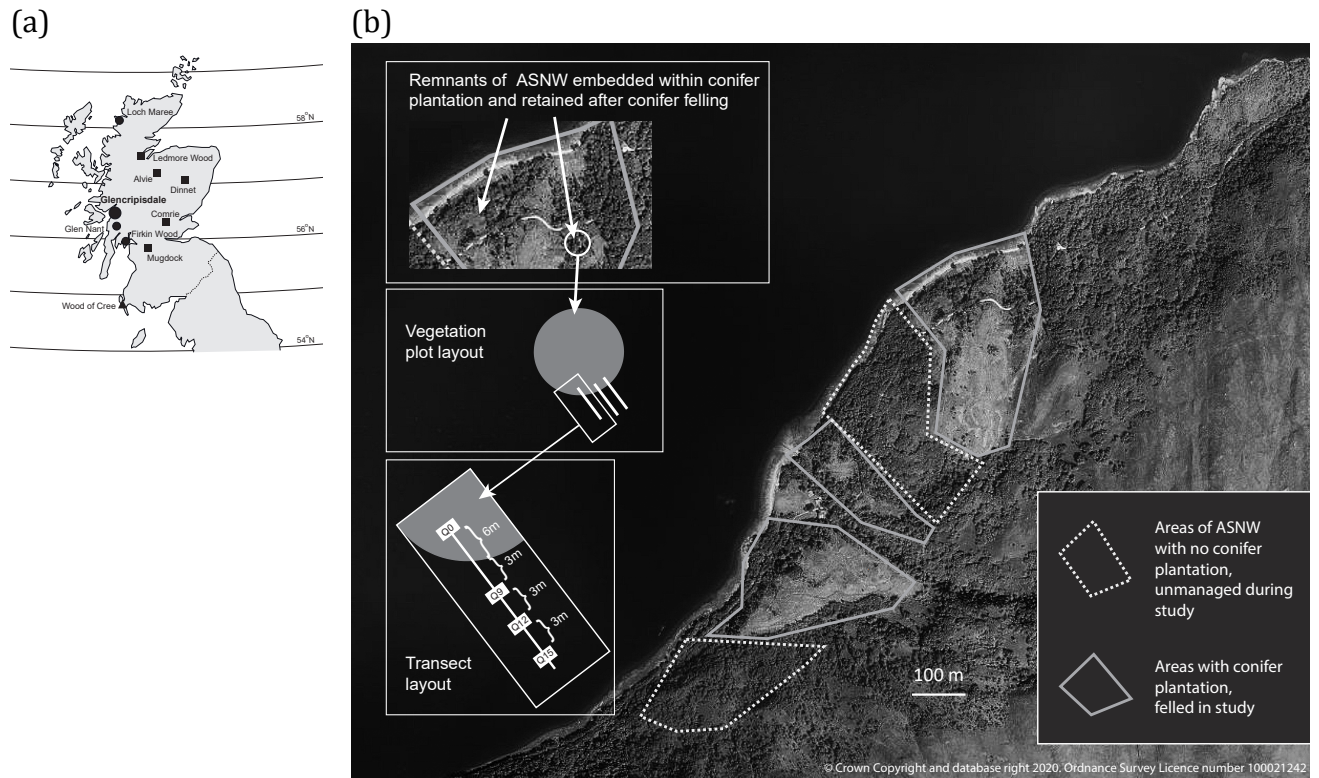 (a)
Loch Maree
58°N
Ledmore Wood
Alvie
Dinnet
Glencripisdale
Comrie
Glen Nant
Firkin Wood
56°N
Mugdock
Wood of Cree
54°N
(b)
Remnants of ASNW embedded within conifer
plantation and retained after conifer felling
Vegetation
plot layout
Q0
6m
3m
Q9
3m
Q12
3m
Q15
Transect
layout
100 m
Areas of ASNW
with no conifer
plantation,
unmanaged during
study
Areas with conifer
plantation,
felled in study
© Crown Copyright and database right 2020. Ordnance Survey Licence number 100021242